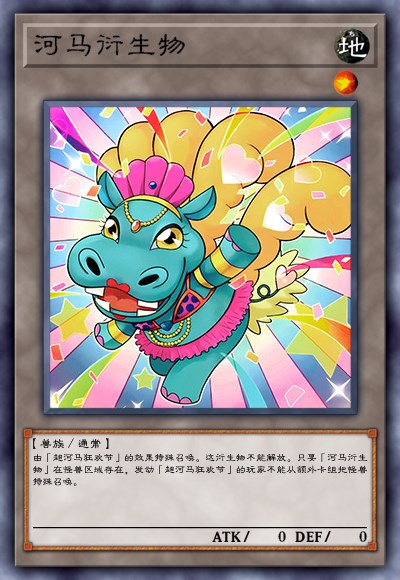 河马衍生物
地
【兽族／通常】
由「超河马狂欢节」的效果特殊召唤。这衍生物不能解放。只要「河马衍生
物」在怪兽区域存在，发动「超河马狂欢节」的玩家不能从额外卡组把怪兽
特殊召唤。
ATK/ 0 DEF/ 0